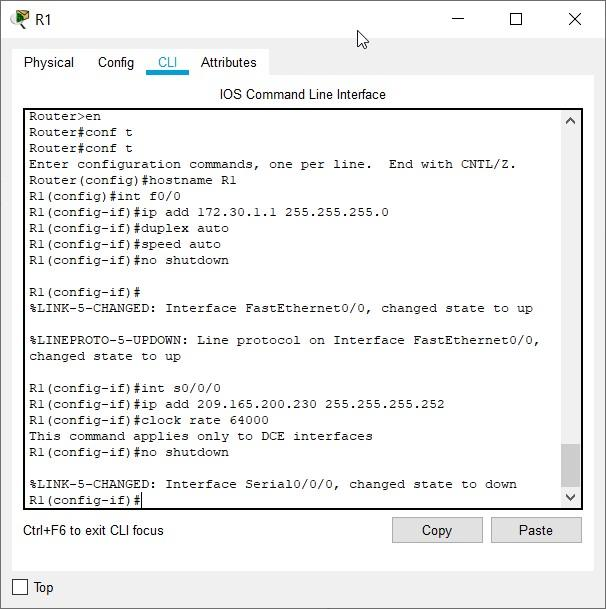 R1
Physical Config CLI Attributes
IOS Command Line Interface
Router>en
Router#conf t
Router#conf t
Enter configuration commands, one per line.  End with CNTL/Z.
Router(config)#hostname R1
R1(config)#int f0/0
R1(config-if)#ip add 172.30.1.1 255.255.255.0
R1(config-if)#duplex auto
R1(config-if)#speed auto
R1(config-if)#no shutdown
R1(config-if)#
%LINK-5-CHANGED: Interface FastEthernet0/0, changed state to up
%LINEPROTO-5-UPDOWN: Line protocol on Interface FastEthernet0/0,
changed state to up
R1(config-if)#int s0/0/0
R1(config-if)#ip add 209.165.200.230 255.255.255.252
R1(config-if)#clock rate 64000
This command applies only to DCE interfaces
R1(config-if)#no shutdown
%LINK-5-CHANGED: Interface Serial0/0/0, changed state to down
R1(config-if)#
Ctrl+F6 to exit CLI focus Copy Paste
Top